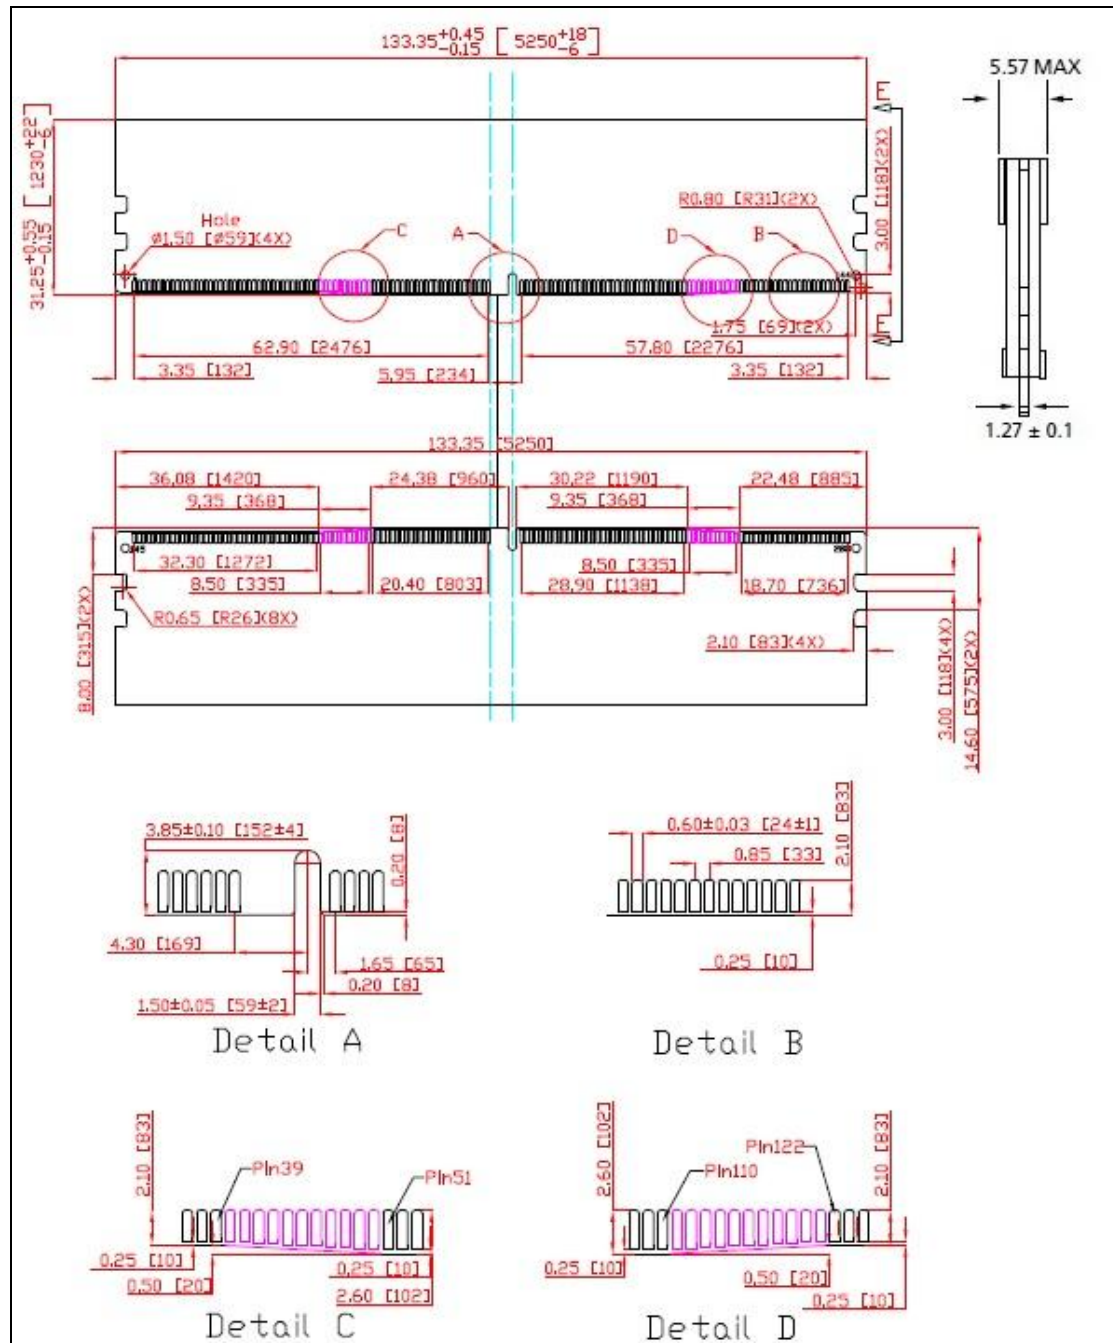 133.35+0.45-0.15 [ 5250+18-6 ]
5.57 MAX
E
31.25+0.55-0.15 [ 1230+22-6 ]
3.00 [118](2X)
R0.80 [R31](2X)
Hole
Ø1.50 [Ø59](4X)
C
A
D
B
1.75 [69](2X)
E
62.90 [2476]
57.80 [2276]
3.35 [132]
5.95 [234]
3.35 [132]
1.27 ± 0.1
133.35 [5250]
36.08 [1420]
24.38 [960]
30.22 [1190]
22.48 [885]
9.35 [368]
9.35 [368]
145
32.30 [1272]
8.50 [335]
8.50 [335]
20.40 [803]
28.90 [1138]
18.70 [736]
R0.65 [R26](8X)
2.10 [83](4X)
8.00 [315](2X)
3.00 [118](4X)
14.60 [575](2X)
3.85±0.10 [152±4]
0.20 [8]
0.60±0.03 [24±1]
0.85 [33]
2.10 [83]
4.30 [169]
1.65 [65]
0.20 [8]
1.50±0.05 [59±2]
0.25 [10]
Detail A
Detail B
2.10 [83]
Pin39
Pin51
2.60 [102]
Pin122
Pin110
2.10 [83]
0.25 [10]
0.50 [20]
0.25 [10]
2.60 [102]
0.25 [10]
0.50 [20]
0.25 [10]
Detail C
Detail D